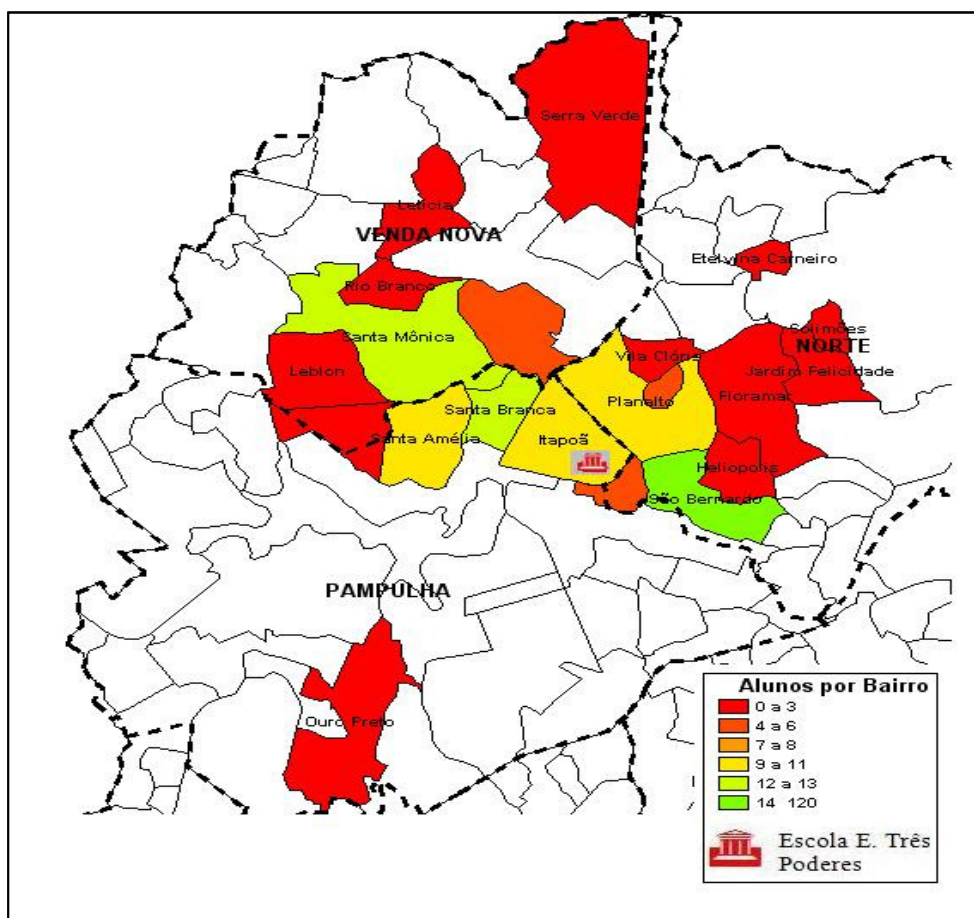 Serra Verde
Letícia
VENDA NOVA
Etelvina Carneiro
Rio Branco
Solimões
Santa Mônica
NORTE
Vila Clóris
Leblon
Jardim Felicidade
Planalto
Floramar
Santa Branca
Santa Amélia
Itapoã
Heliopolis
São Bernardo
PAMPULHA
Ouro Preto
Alunos por Bairro
0 a 3
4 a 6
7 a 8
9 a 11
12 a 13
14 120
Escola E. Três
Poderes